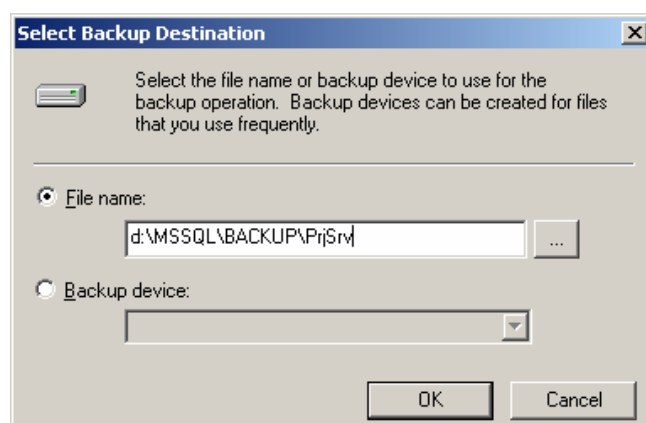 Select Backup Destination
Select the file name or backup device to use for the
backup operation. Backup devices can be created for files
that you use frequently.
File name:
d:\MSSQL\BACKUP\PrjSrv
...
Backup device:
OK
Cancel